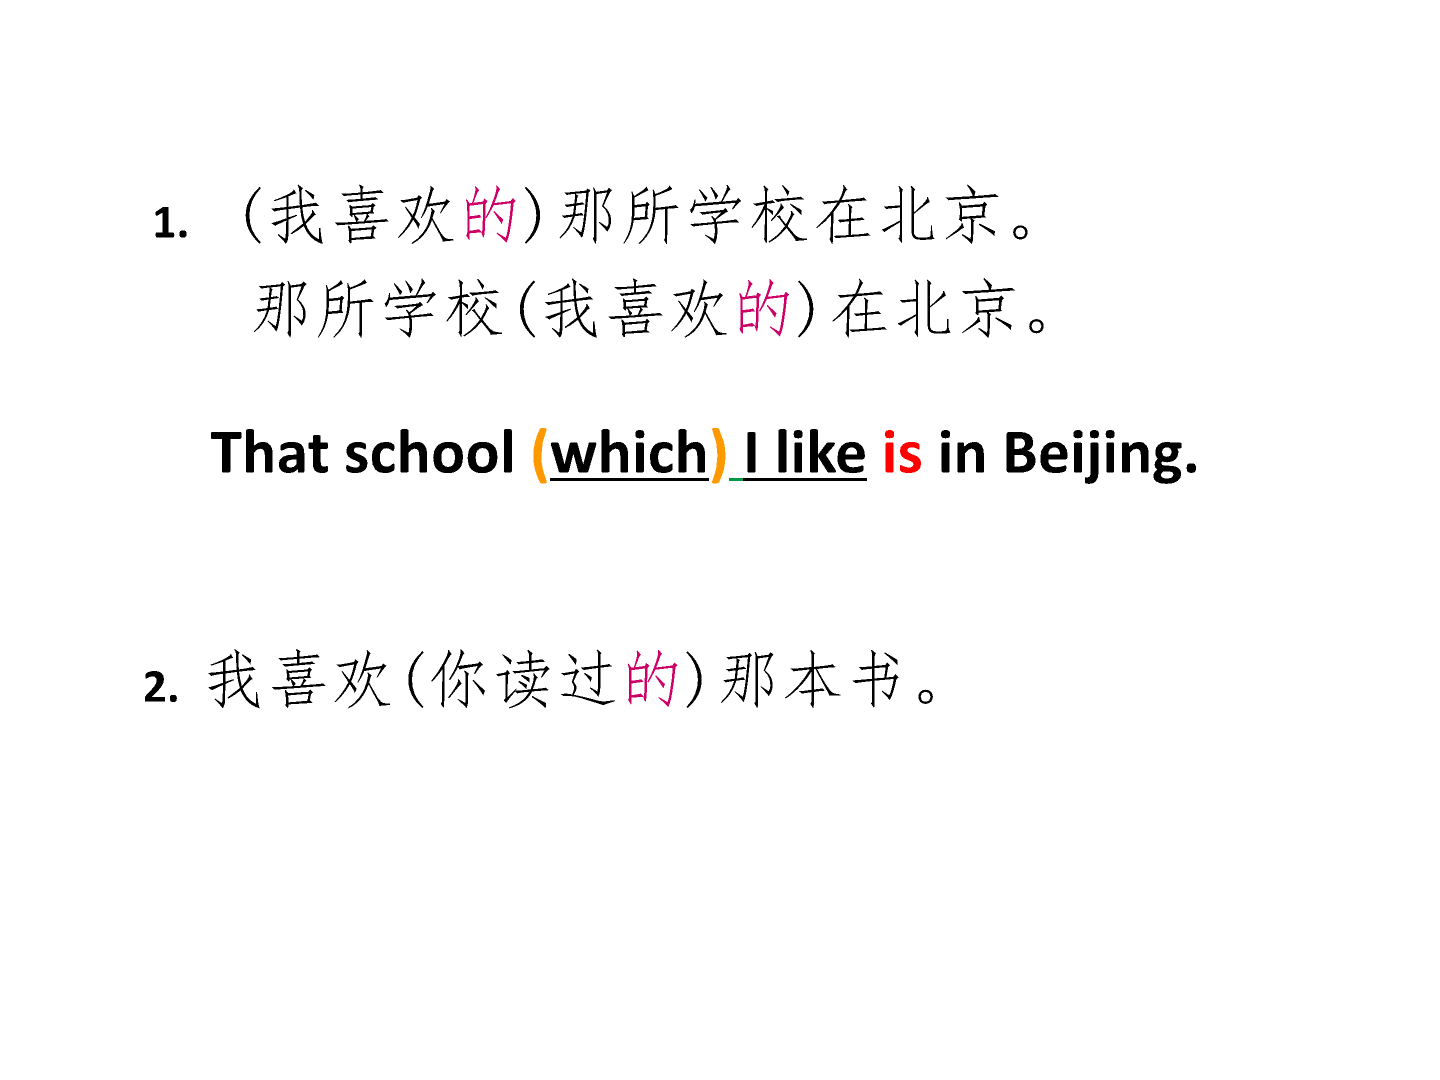 1. (我喜欢的)那所学校在北京。
那所学校(我喜欢的)在北京。
That school (which) I like is in Beijing.
2. 我喜欢(你读过的)那本书。